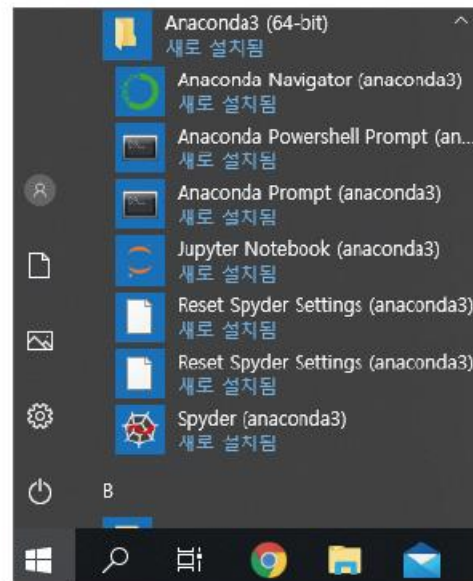 Anaconda3 (64-bit)
새로 설치됨
Anaconda Navigator (anaconda3)
새로 설치됨
Anaconda Powershell Prompt (an...
새로 설치됨
Anaconda Prompt (anaconda3)
새로 설치됨
Jupyter Notebook (anaconda3)
새로 설치됨
Reset Spyder Settings (anaconda3)
새로 설치됨
Reset Spyder Settings (anaconda3)
새로 설치됨
Spyder (anaconda3)
새로 설치됨
B